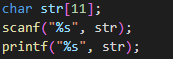 char str[11];
scanf("%s", str);
printf("%s", str);